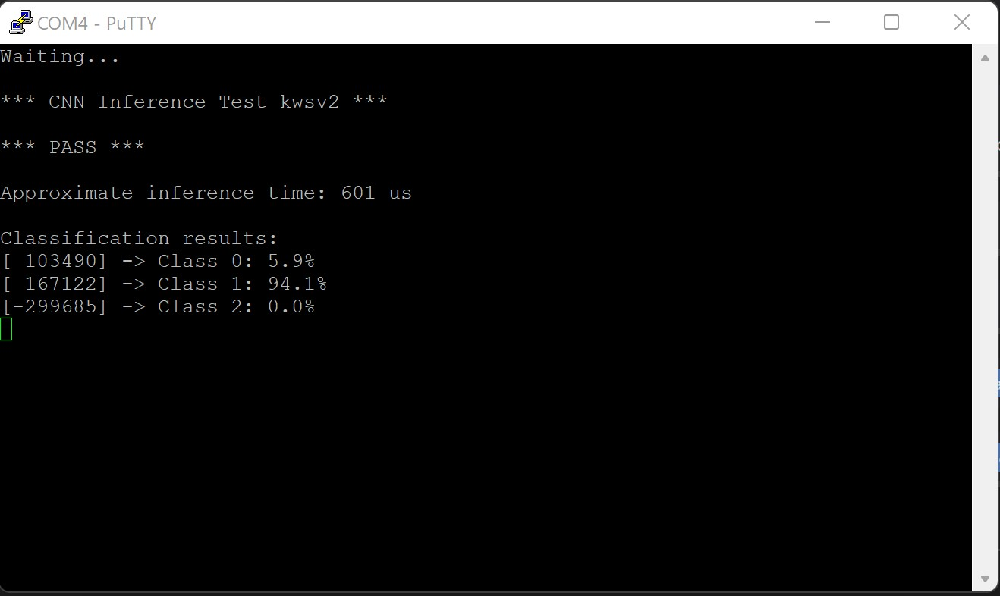 COM4 - PuTTY
Waiting...
*** CNN Inference Test kwsv2 ***
*** PASS ***
Approximate inference time: 601 us
Classification results:
[ 103490] -> Class 0: 5.9%
[ 167122] -> Class 1: 94.1%
[-299685] -> Class 2: 0.0%